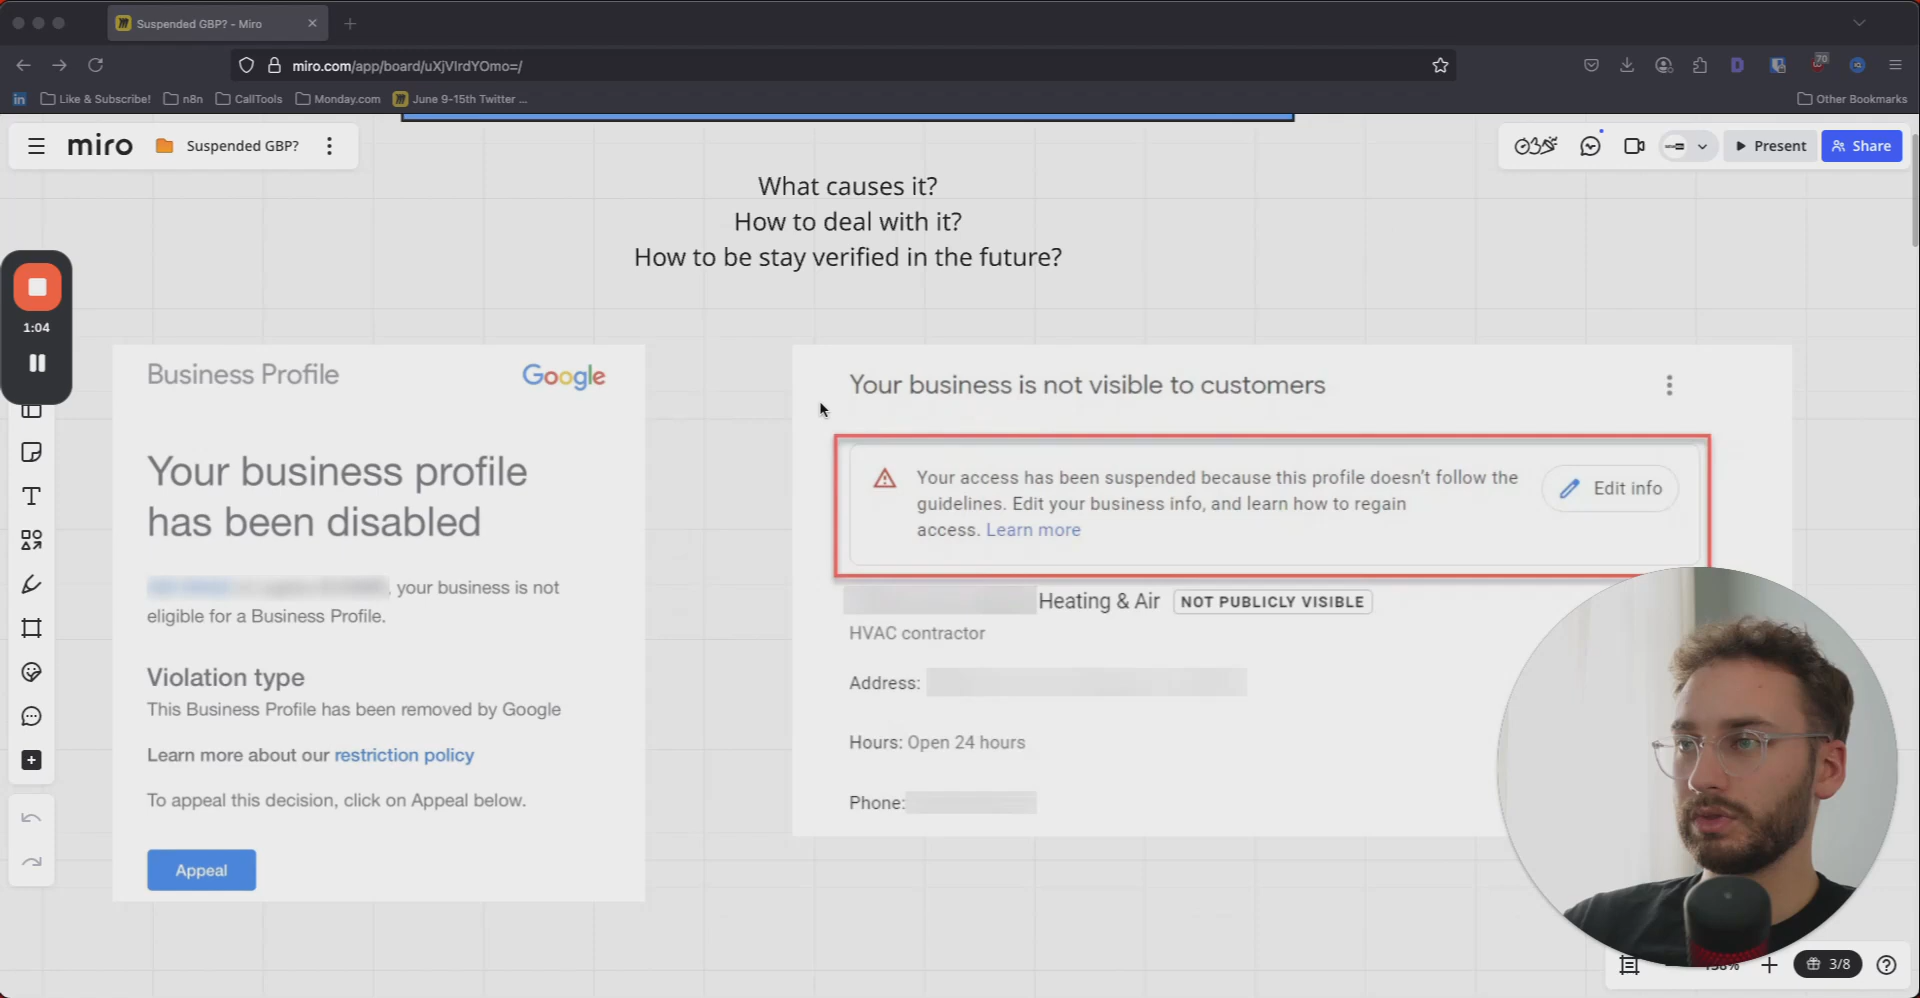 Suspended GBP? - Miro
miro.com/app/board/uXjVIrdYOmo=/
70
Like & Subscribe!
n8n
CallTools
Monday.com
June 9-15th Twitter ...
Other Bookmarks
miro
Suspended GBP?
Present
Share
What causes it?
How to deal with it?
How to be stay verified in the future?
1:04
Business Profile
Google
Your business profile
has been disabled
, your business is not
eligible for a Business Profile.
Violation type
This Business Profile has been removed by Google
Learn more about our restriction policy
To appeal this decision, click on Appeal below.
Appeal
Your business is not visible to customers
Your access has been suspended because this profile doesn't follow the
guidelines. Edit your business info, and learn how to regain
access. Learn more
Edit info
Heating & Air NOT PUBLICLY VISIBLE
HVAC contractor
Address:
Hours: Open 24 hours
Phone:
3/8